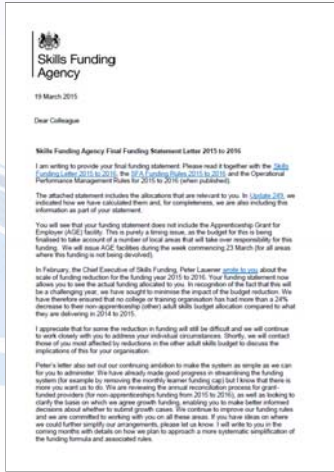 Skills Funding
Agency
19 March 2015
Dear Colleague
Skills Funding Agency Final Funding Statement Letter 2015 to 2016
I am writing to provide your final funding statement. Please read it together with the Skills
Funding Letter 2015 to 2016, the SFA Funding Rules 2015 to 2016 and the Operational
Performance Management Rules for 2015 to 2016 (when published).
The attached statement includes the allocations that are relevant to you. In Update 249, we
indicated how we have calculated them and, for completeness, we are also including this
information as part of your statement.
You will see that your funding statement does not include the Apprenticeship Grant for
Employer (AGE) facility. This is purely a timing issue, as the budget for this is being
finalised to take account of a number of local areas that will take over responsibility for this
funding. We will issue AGE facilities during the week commencing 23 March (for all areas
where this funding is not being devolved).
In February, the Chief Executive of Skills Funding, Peter Lauener wrote to you about the
scale of funding reduction for the funding year 2015 to 2016. Your funding statement now
allows you to see the actual funding allocated to you. In recognition of the fact that this will
be a challenging year, we have sought to minimise the impact of the budget reduction. We
have therefore ensured that no college or training organisation has had more than a 24%
decrease to their non-apprenticeship (other) adult skills budget allocation compared to what
they are delivering in 2014 to 2015.
I appreciate that for some the reduction in funding will still be difficult and we will continue
to work closely with you to address your individual circumstances. Shortly, we will contact
those of you most affected by reductions in the other adult skills budget to discuss the
implications of this for your organisation.
Peter's letter also set out our continuing ambition to make the system as simple as we can
for you to administer. We have already made good progress in streamlining the funding
system (for example by removing the monthly learner funding cap) but I know that there is
more you want us to do. We are reviewing the annual reconciliation process for grant-
funded providers (for non-apprenticeships funding from 2015 to 2016), as well as looking to
clarify the basis on which we agree growth funding, enabling you to make better informed
decisions about whether to submit growth cases. We continue to improve our funding rules
and we are committed to working with you on all these areas. If you have ideas on where
we could further simplify our arrangements, please let us know. I will write to you in the
coming months with details on how we plan to approach a more systematic simplification of
the funding formula and associated rules.